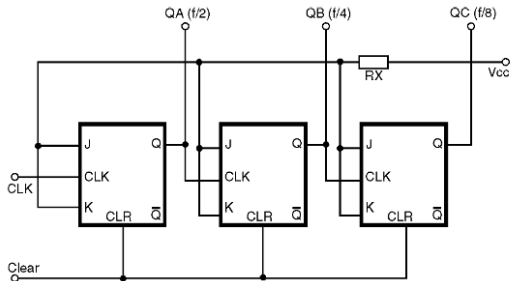 QA (f/2) QB (f/4) QC (f/8)
RX Vcc
J Q J Q J Q
CLK CLK CLK
CLK
K Q̅ K Q̅ K Q̅
CLR CLR CLR
Clear